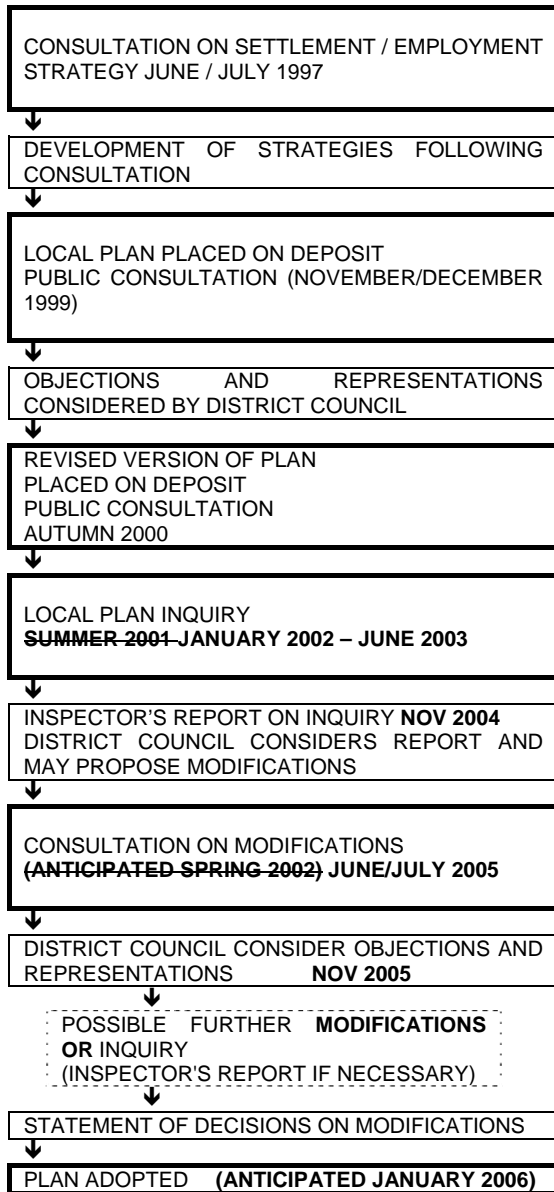 CONSULTATION ON SETTLEMENT / EMPLOYMENT
STRATEGY JUNE / JULY 1997
DEVELOPMENT OF STRATEGIES FOLLOWING
CONSULTATION
LOCAL PLAN PLACED ON DEPOSIT
PUBLIC CONSULTATION (NOVEMBER/DECEMBER
1999)
OBJECTIONS AND REPRESENTATIONS
CONSIDERED BY DISTRICT COUNCIL
REVISED VERSION OF PLAN
PLACED ON DEPOSIT
PUBLIC CONSULTATION
AUTUMN 2000
LOCAL PLAN INQUIRY
SUMMER 2001 JANUARY 2002 – JUNE 2003
INSPECTOR'S REPORT ON INQUIRY NOV 2004
DISTRICT COUNCIL CONSIDERS REPORT AND
MAY PROPOSE MODIFICATIONS
CONSULTATION ON MODIFICATIONS
(ANTICIPATED SPRING 2002) JUNE/JULY 2005
DISTRICT COUNCIL CONSIDER OBJECTIONS AND
REPRESENTATIONS NOV 2005
POSSIBLE FURTHER MODIFICATIONS
OR INQUIRY
(INSPECTOR'S REPORT IF NECESSARY)
STATEMENT OF DECISIONS ON MODIFICATIONS
PLAN ADOPTED (ANTICIPATED JANUARY 2006)